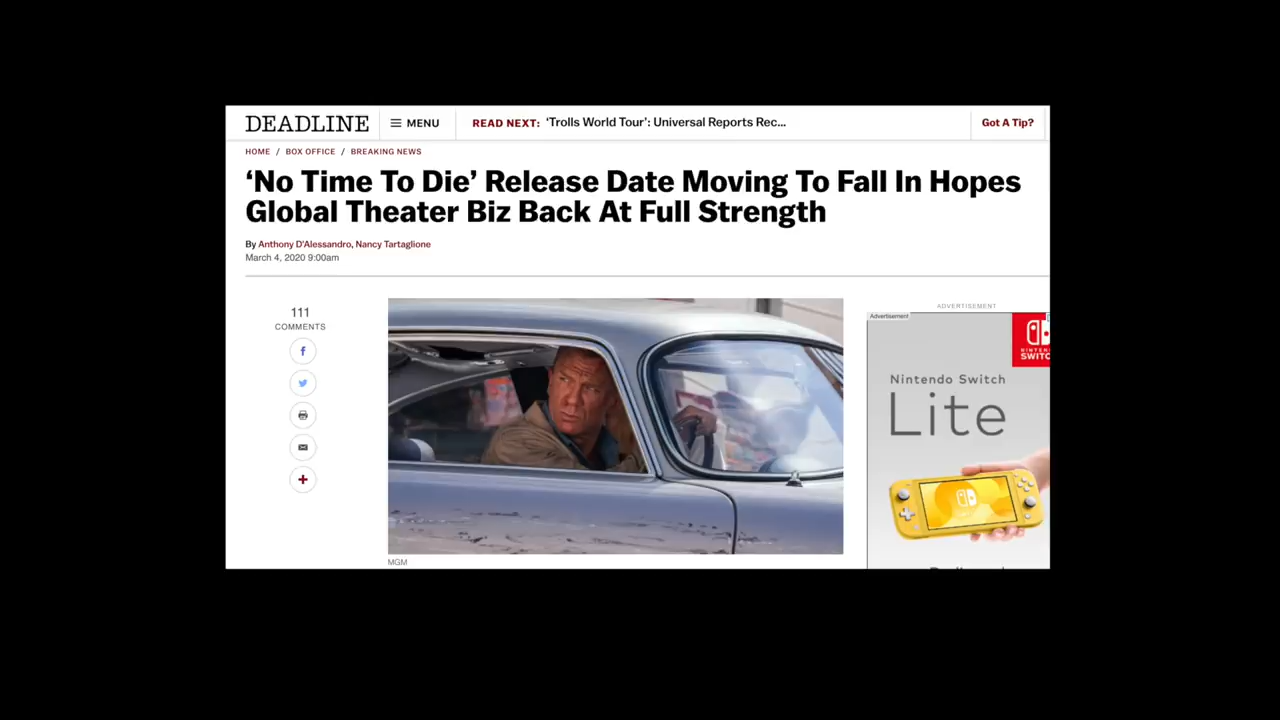 DEADLINE
MENU
READ NEXT: ‘Trolls World Tour’: Universal Reports Rec...
Got A Tip?
HOME / BOX OFFICE / BREAKING NEWS
‘No Time To Die’ Release Date Moving To Fall In Hopes
Global Theater Biz Back At Full Strength
By Anthony D'Alessandro, Nancy Tartaglione
March 4, 2020 9:00am
111
COMMENTS
MGM
ADVERTISEMENT
Advertisement
Nintendo Switch
Lite